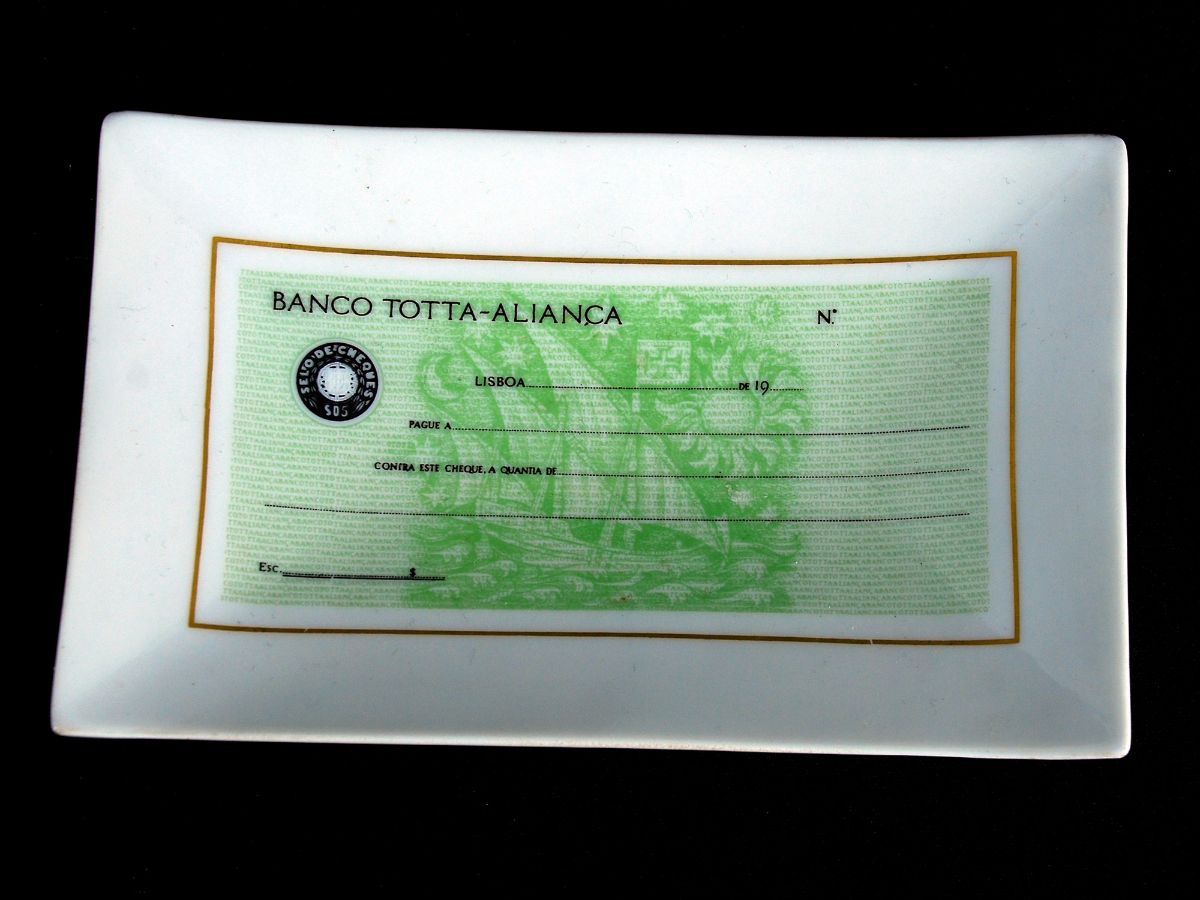 BANCO TOTTA-ALIANÇA
N.º
SELO·DE·CHEQUES
$05
LISBOA DE 19
PAGUE A
CONTRA ESTE CHEQUE, A QUANTIA DE
Esc. $